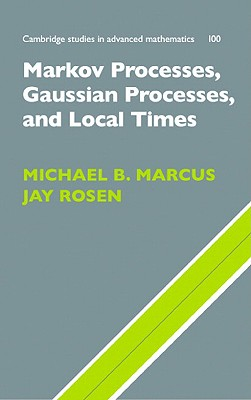 Cambridge studies in advanced mathematics 100
Markov Processes,
Gaussian Processes,
and Local Times
MICHAEL B. MARCUS
JAY ROSEN